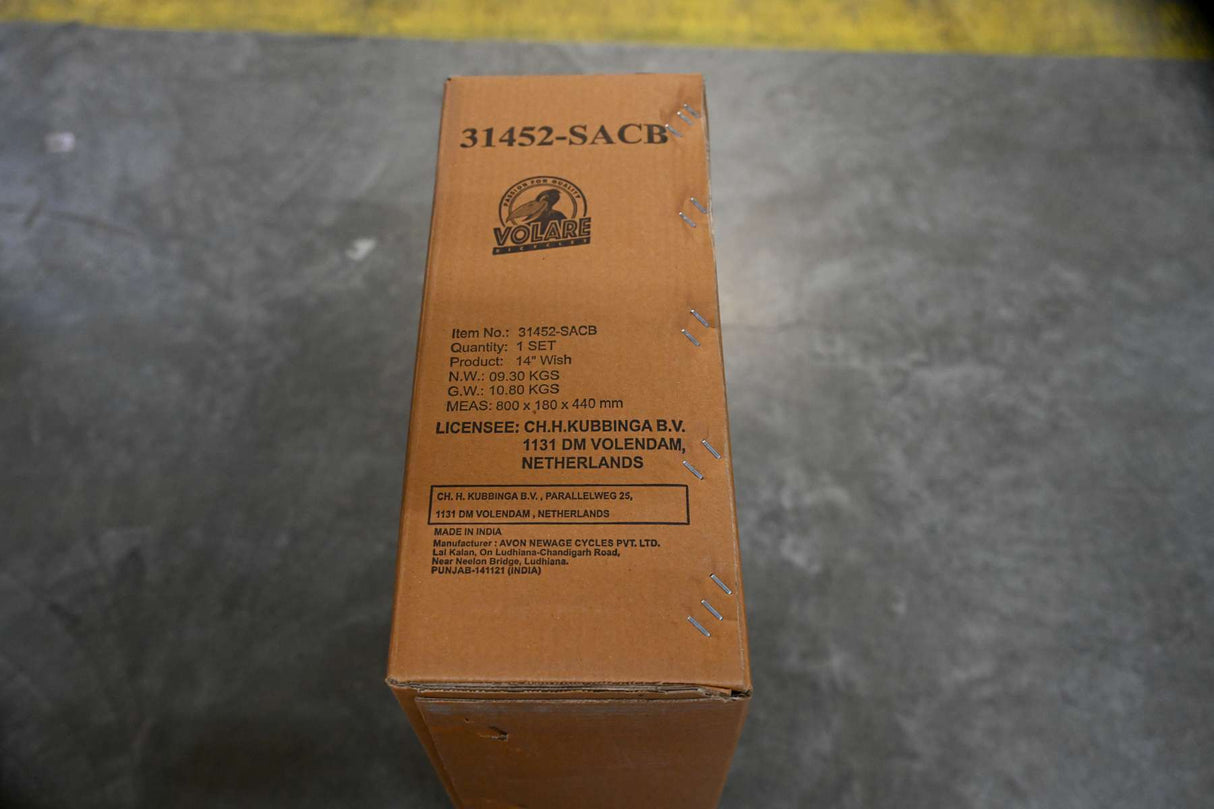 31452-SACB
PASSION FOR QUALITY
VOLARE
BICYCLES
Item No.: 31452-SACB
Quantity: 1 SET
Product: 14" Wish
N.W.: 09.30 KGS
G.W.: 10.80 KGS
MEAS: 800 x 180 x 440 mm
LICENSEE: CH.H.KUBBINGA B.V.
1131 DM VOLENDAM,
NETHERLANDS
CH. H. KUBBINGA B.V. , PARALLELWEG 25,
1131 DM VOLENDAM , NETHERLANDS
MADE IN INDIA
Manufacturer : AVON NEWAGE CYCLES PVT. LTD.
Lal Kalan, On Ludhiana-Chandigarh Road,
Near Neelon Bridge, Ludhiana.
PUNJAB-141121 (INDIA)